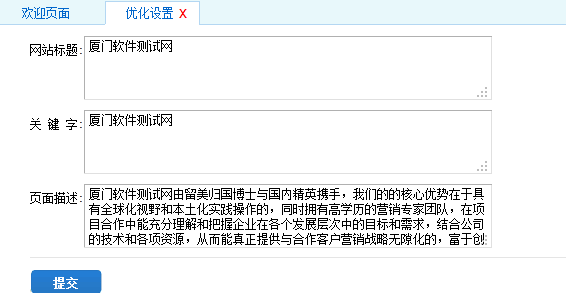 欢迎页面 优化设置 X
网站标题: 厦门软件测试网
关 键 字: 厦门软件测试网
页面描述: 厦门软件测试网由留美归国博士与国内精英携手，我们的的核心优势在于具
有全球化视野和本土化实践操作的，同时拥有高学历的营销专家团队，在项
目合作中能充分理解和把握企业在各个发展层次中的目标和需求，结合公司
的技术和各项资源，从而能真正提供与合作客户营销战略无隙化的，富于创
提交